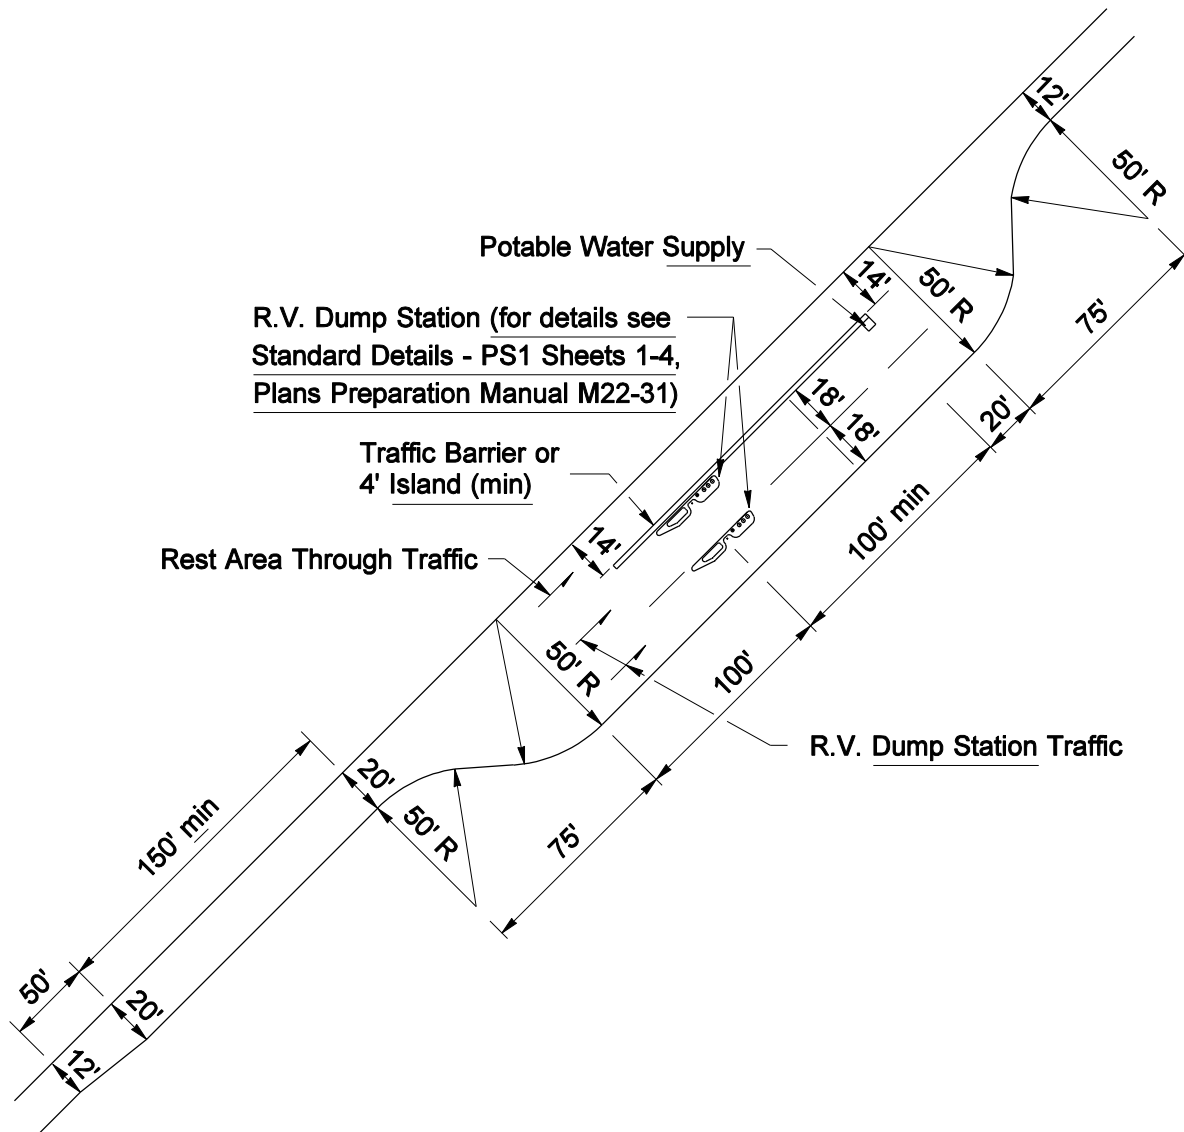 12'
50' R
Potable Water Supply
14'
50' R
75'
R.V. Dump Station (for details see
Standard Details - PS1 Sheets 1-4,
Plans Preparation Manual M22-31)
18'
18'
20'
Traffic Barrier or
4' Island (min)
100' min
14'
Rest Area Through Traffic
50' R
100'
R.V. Dump Station Traffic
20'
50' R
75'
150' min
50'
20'
12'